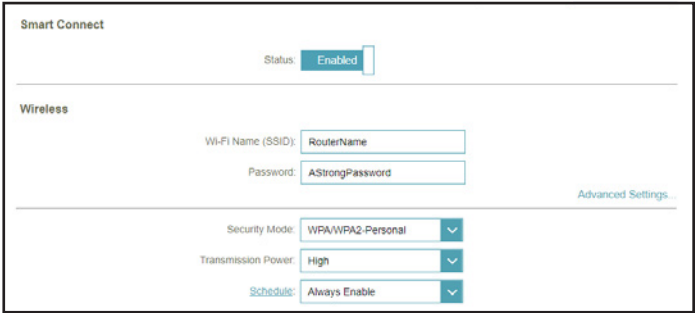 Smart Connect
Status: Enabled
Wireless
Wi-Fi Name (SSID): RouterName
Password: AStrongPassword
Advanced Settings...
Security Mode: WPA/WPA2-Personal
Transmission Power: High
Schedule: Always Enable